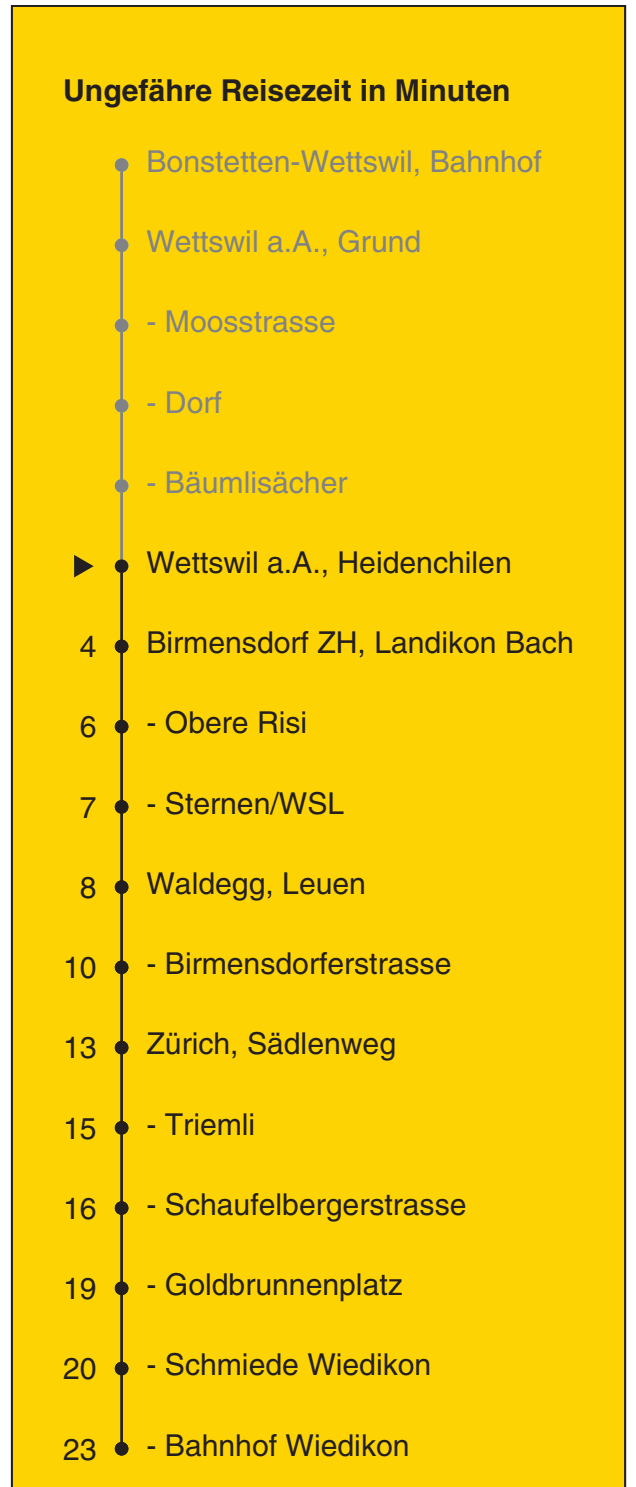 Ungefähre Reisezeit in Minuten
Bonstetten-Wettswil, Bahnhof
Wettswil a.A., Grund
- Moosstrasse
- Dorf
- Bäumlisächer
Wettswil a.A., Heidenchilen
4 Birmensdorf ZH, Landikon Bach
6 - Obere Risi
7 - Sternen/WSL
8 Waldegg, Leuen
10 - Birmensdorferstrasse
13 Zürich, Sädlenweg
15 - Triemli
16 - Schaufelbergerstrasse
19 - Goldbrunnenplatz
20 - Schmiede Wiedikon
23 - Bahnhof Wiedikon